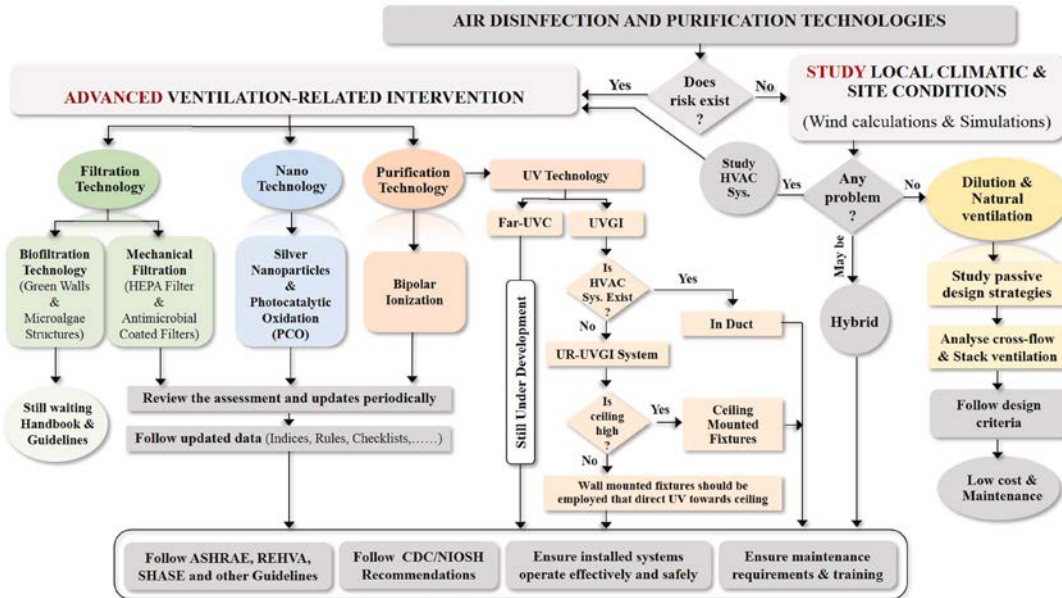 AIR DISINFECTION AND PURIFICATION TECHNOLOGIES
ADVANCED VENTILATION-RELATED INTERVENTION
Yes
Does
risk exist
?
No
STUDY LOCAL CLIMATIC &
SITE CONDITIONS
(Wind calculations & Simulations)
Filtration
Technology
Nano
Technology
Purification
Technology
UV Technology
Study
HVAC
Sys.
Yes
Any
problem
?
No
Dilution &
Natural
ventilation
Far-UVC
UVGI
Biofiltration
Technology
(Green Walls
&
Microalgae
Structures)
Mechanical
Filtration
(HEPA Filter
&
Antimicrobial
Coated Filters)
Silver
Nanoparticles
&
Photocatalytic
Oxidation
(PCO)
Bipolar
Ionization
Still Under Development
Is
HVAC
Sys. Exist
?
Yes
No
In Duct
May be
Hybrid
Study passive
design strategies
Analyse cross-flow
& Stack ventilation
UR-UVGI System
Is
ceiling
high
?
Yes
Ceiling
Mounted
Fixtures
No
Follow design
criteria
Low cost &
Maintenance
Still waiting
Handbook &
Guidelines
Review the assessment and updates periodically
Follow updated data (Indices, Rules, Checklists,......)
Wall mounted fixtures should be
employed that direct UV towards ceiling
Follow ASHRAE, REHVA,
SHASE and other Guidelines
Follow CDC/NIOSH
Recommendations
Ensure installed systems
operate effectively and safely
Ensure maintenance
requirements & training